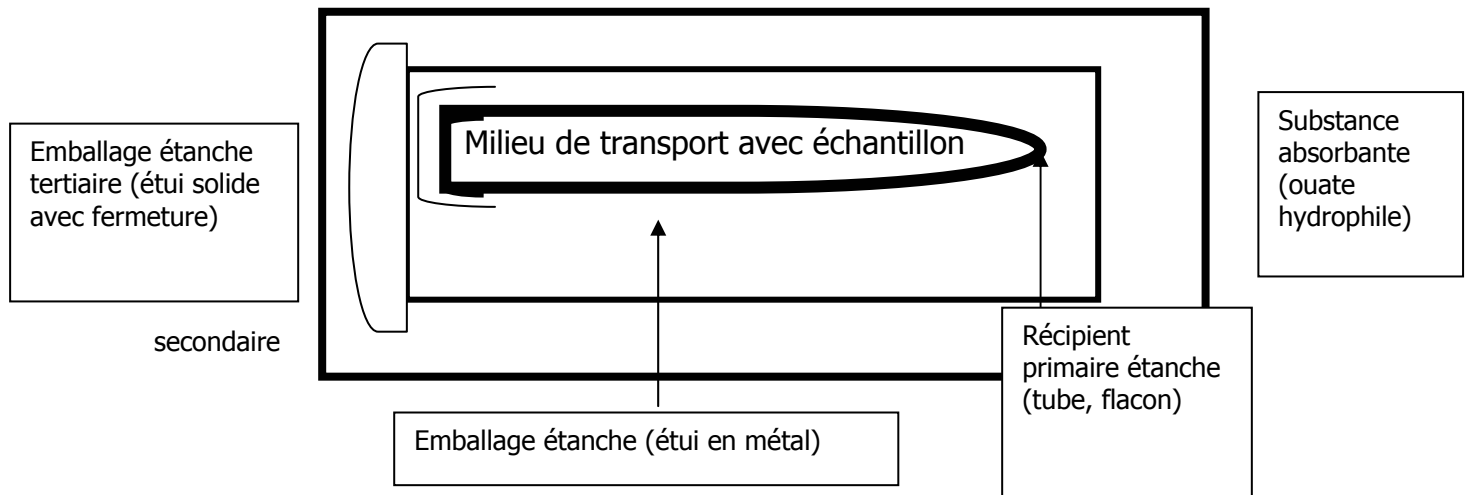 Milieu de transport avec échantillon
Emballage étanche
tertiaire (étui solide
avec fermeture)
Substance
absorbante
(ouate
hydrophile)
secondaire
Récipient
primaire étanche
(tube, flacon)
Emballage étanche (étui en métal)